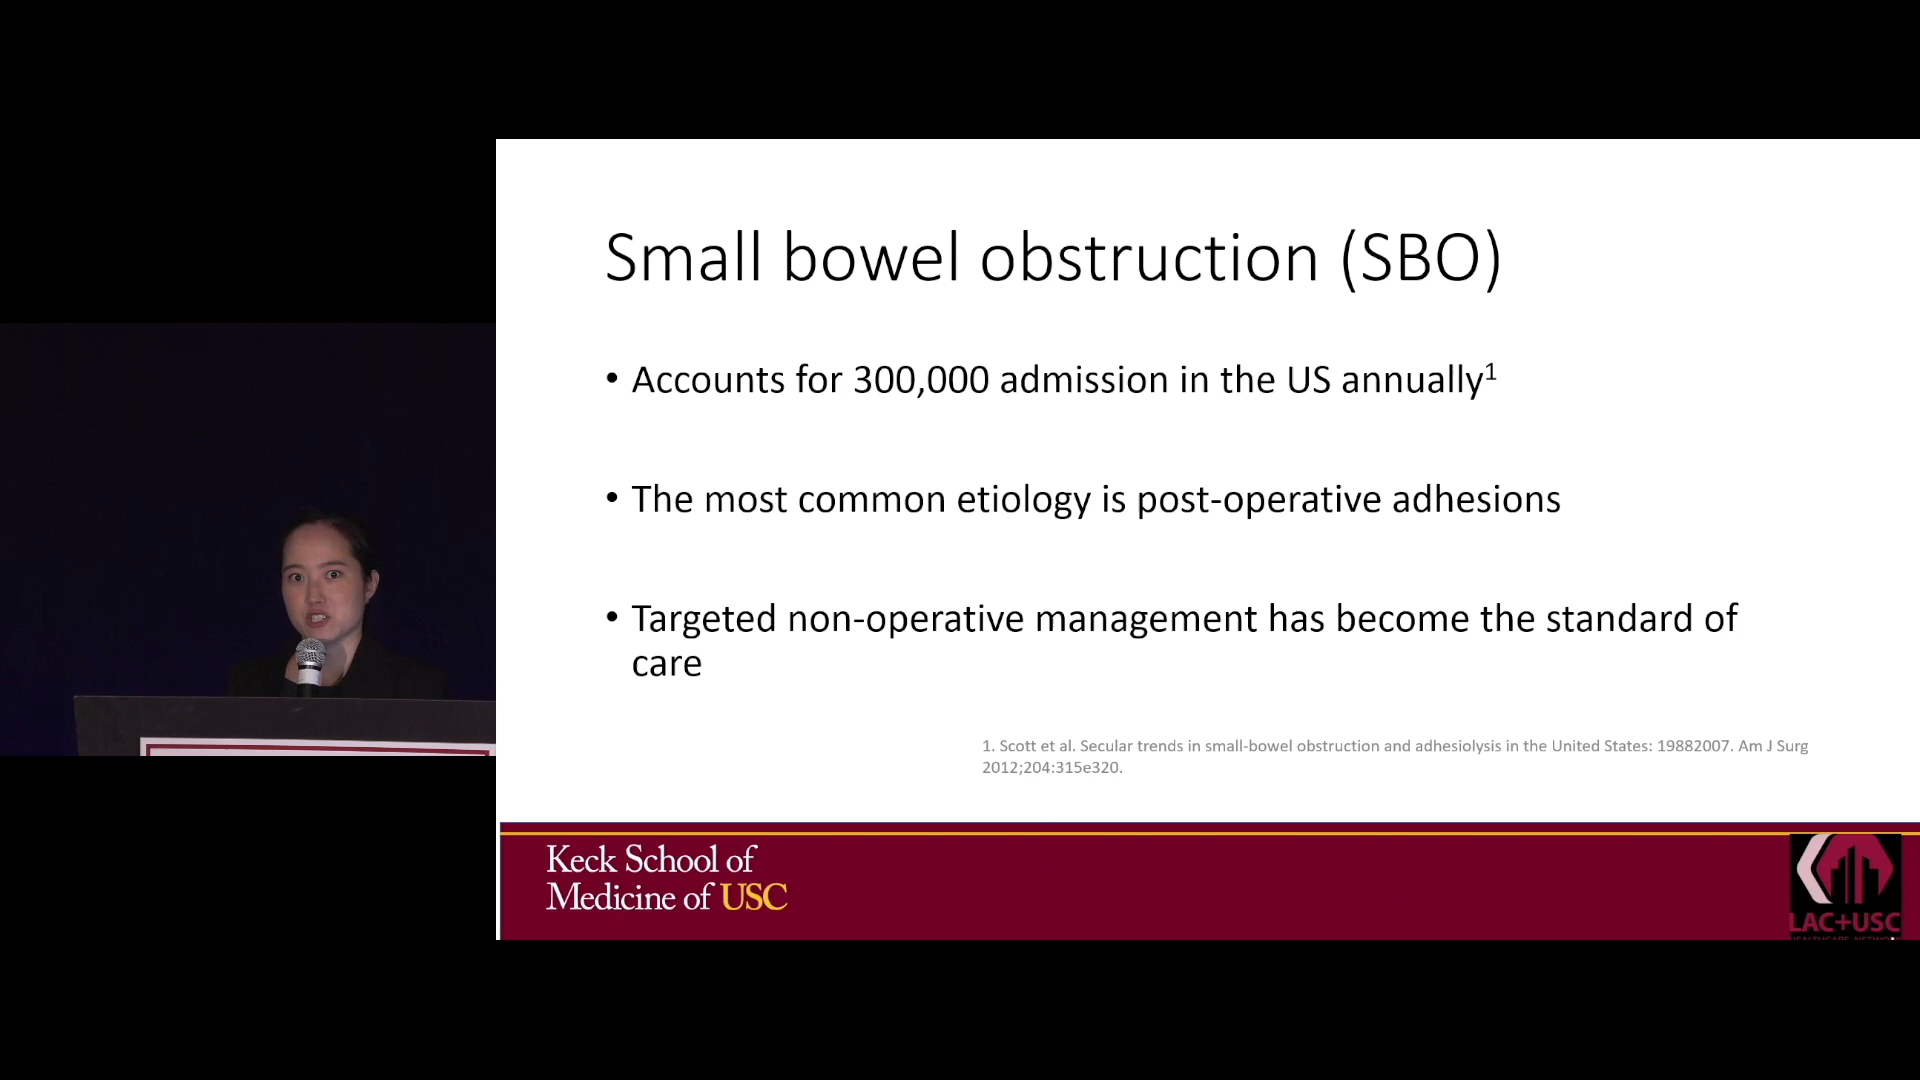 Small bowel obstruction (SBO)
• Accounts for 300,000 admission in the US annually¹
• The most common etiology is post-operative adhesions
• Targeted non-operative management has become the standard of
care
1. Scott et al. Secular trends in small-bowel obstruction and adhesiolysis in the United States: 19882007. Am J Surg
2012;204:315e320.
Keck School of
Medicine of USC
LAC+USC